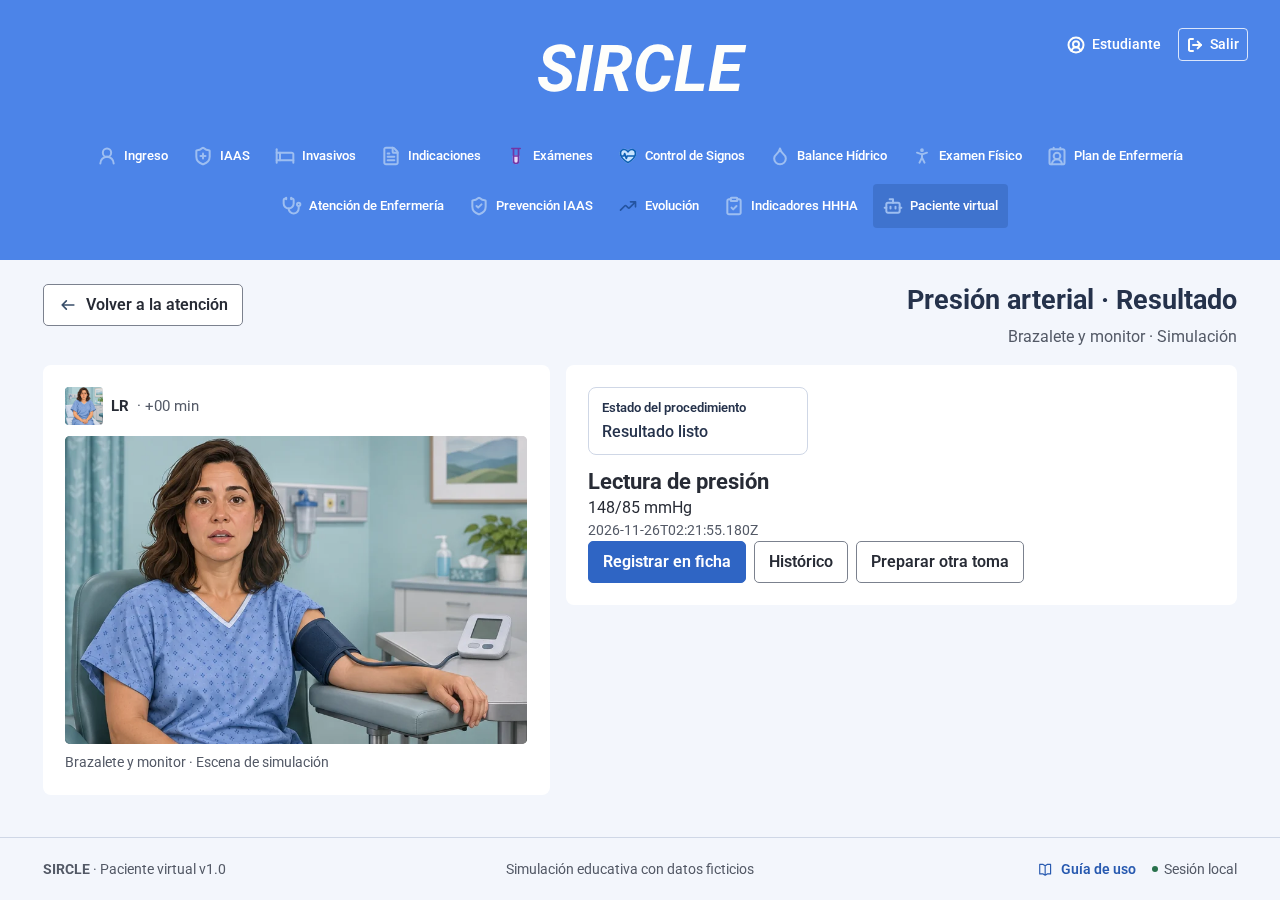 SIRCLE
Estudiante
Salir
Ingreso
IAAS
Invasivos
Indicaciones
Exámenes
Control de Signos
Balance Hídrico
Examen Físico
Plan de Enfermería
Atención de Enfermería
Prevención IAAS
Evolución
Indicadores HHHA
Paciente virtual
Volver a la atención
Presión arterial · Resultado
Brazalete y monitor · Simulación
LR · +00 min
Brazalete y monitor · Escena de simulación
Estado del procedimiento
Resultado listo
Lectura de presión
148/85 mmHg
2026-11-26T02:21:55.180Z
Registrar en ficha
Histórico
Preparar otra toma
SIRCLE · Paciente virtual v1.0
Simulación educativa con datos ficticios
Guía de uso
Sesión local